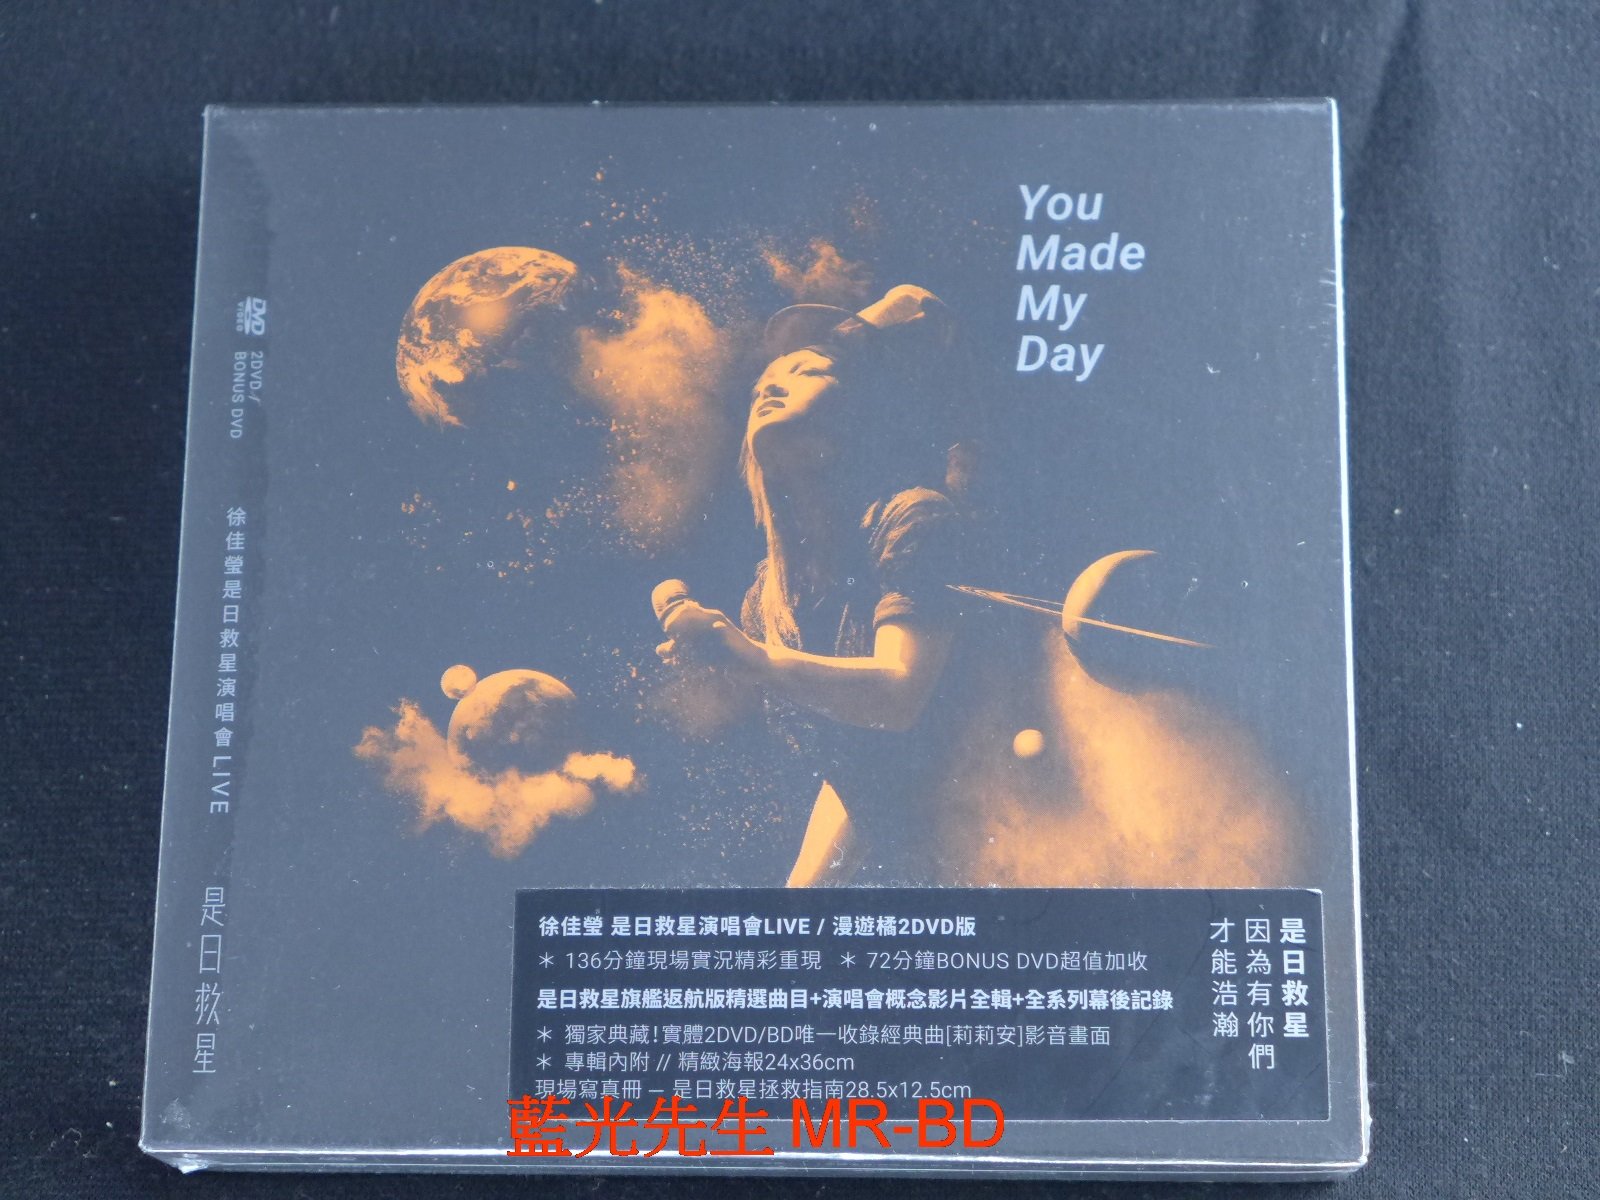 You
Made
My
Day
DVD
VIDEO
2DVD /
BONUS DVD
徐佳瑩是日救星演唱會 LIVE
是日救星
徐佳瑩 是日救星演唱會LIVE / 漫遊橘2DVD版
＊ 136分鐘現場實況精彩重現 ＊ 72分鐘BONUS DVD超值加收
是日救星旗艦返航版精選曲目+演唱會概念影片全輯+全系列幕後記錄
＊ 獨家典藏!實體2DVD/BD唯一收錄經典曲[莉莉安]影音畫面
＊ 專輯內附 // 精緻海報24x36cm
現場寫真冊 — 是日救星拯救指南28.5x12.5cm
是日救星
因為有你們
才能浩瀚
藍光先生 MR-BD